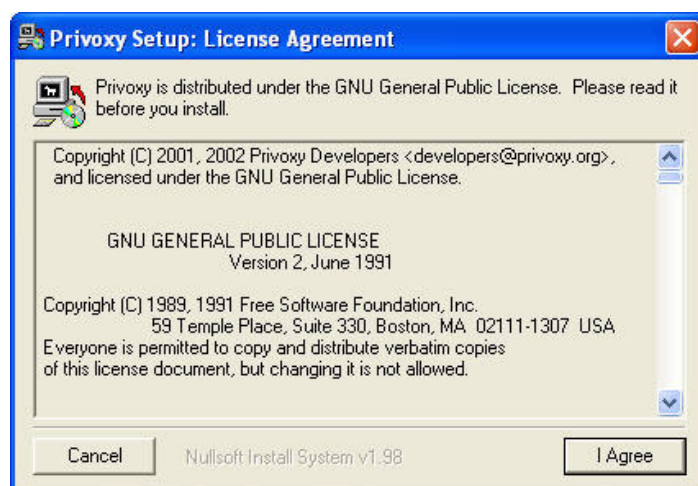 Privoxy Setup: License Agreement
Privoxy is distributed under the GNU General Public License. Please read it
before you install.
Copyright (C) 2001, 2002 Privoxy Developers <developers@privoxy.org>,
and licensed under the GNU General Public License.
GNU GENERAL PUBLIC LICENSE
Version 2, June 1991
Copyright (C) 1989, 1991 Free Software Foundation, Inc.
59 Temple Place, Suite 330, Boston, MA 02111-1307 USA
Everyone is permitted to copy and distribute verbatim copies
of this license document, but changing it is not allowed.
Cancel
Nullsoft Install System v1.98
I Agree